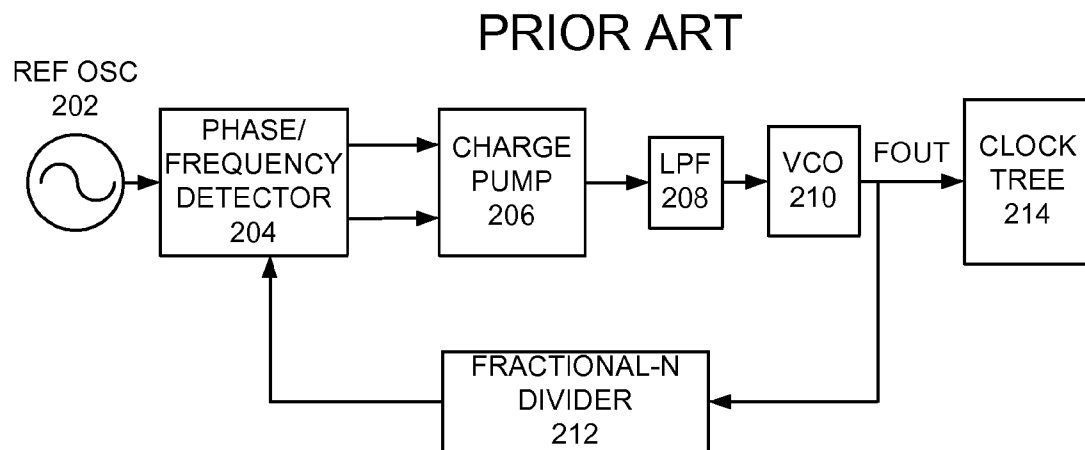 PRIOR ART
REF OSC
202
PHASE/
FREQUENCY
DETECTOR
204
CHARGE
PUMP
206
LPF
208
VCO
210
FOUT
CLOCK
TREE
214
FRACTIONAL-N
DIVIDER
212